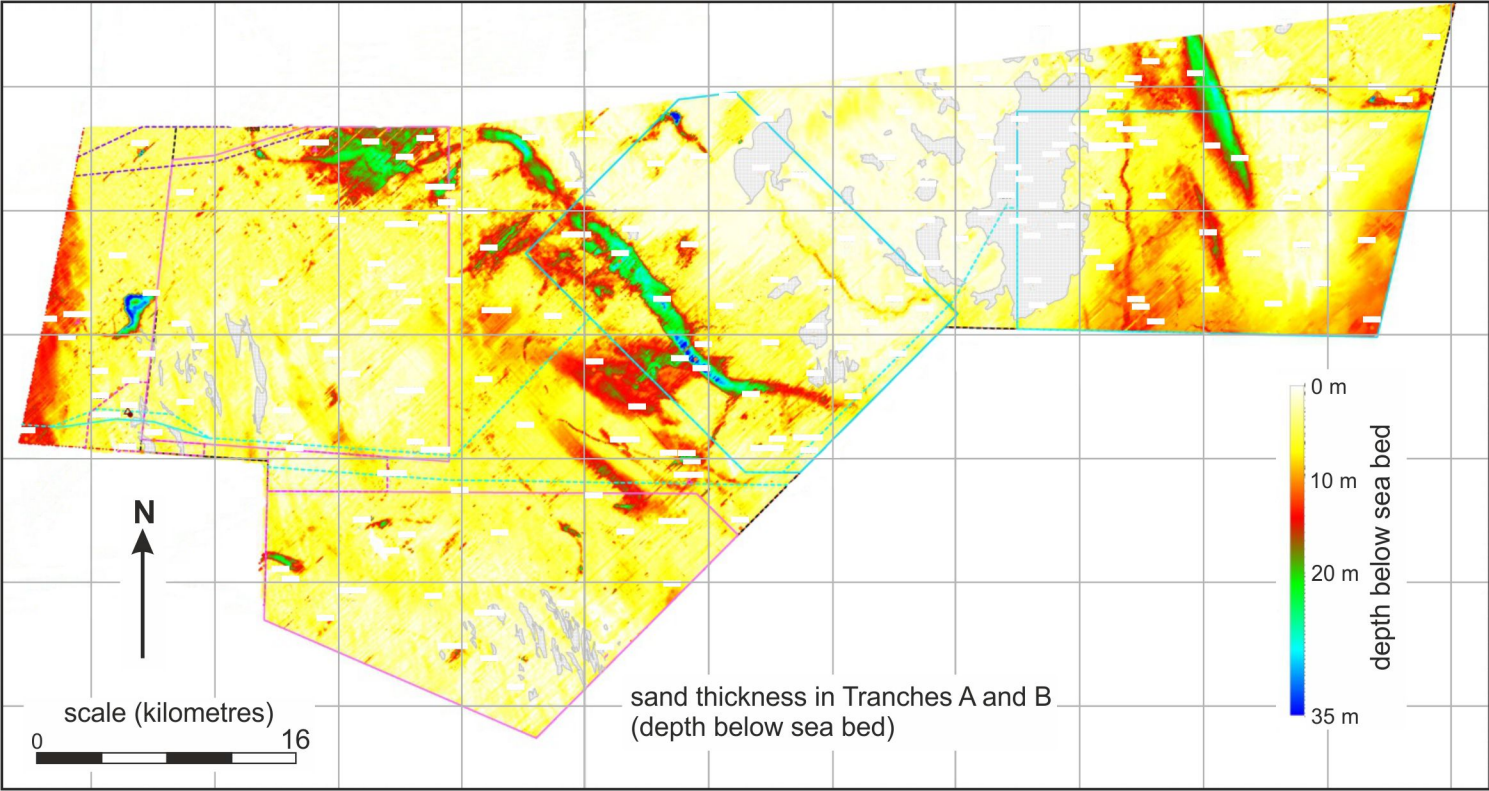 0 m
10 m
20 m
35 m
depth below sea bed
N
scale (kilometres)
0 16
sand thickness in Tranches A and B
(depth below sea bed)